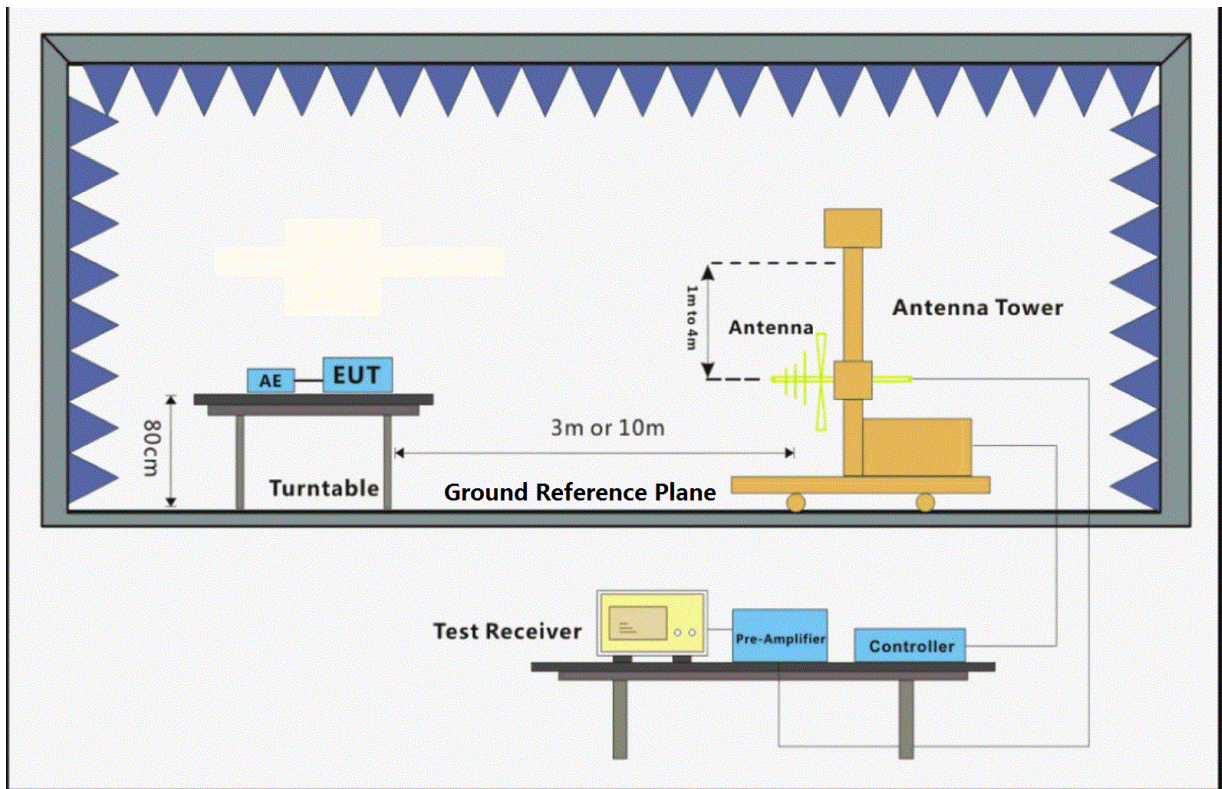 1m to 4m
Antenna
Antenna Tower
AE
EUT
80cm
3m or 10m
Turntable
Ground Reference Plane
Test Receiver
Pre-Amplifier
Controller